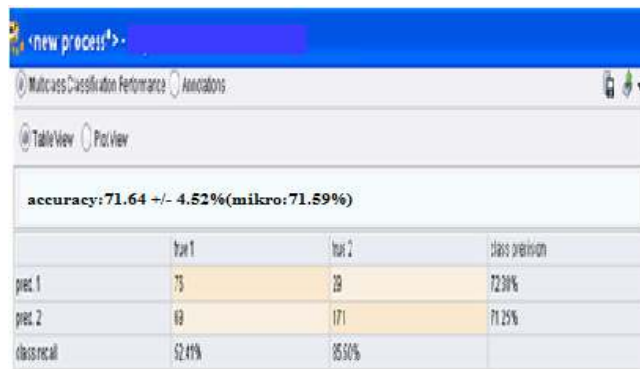 <new process*> -
Multiclass Classification Performance Annotations
Table View Plot View
accuracy:71.64 +/- 4.52%(mikro:71.59%)
true 1 true 2 class precision
pred. 1 76 29 72.38%
pred. 2 69 171 71.25%
class recall 52.41% 85.50%